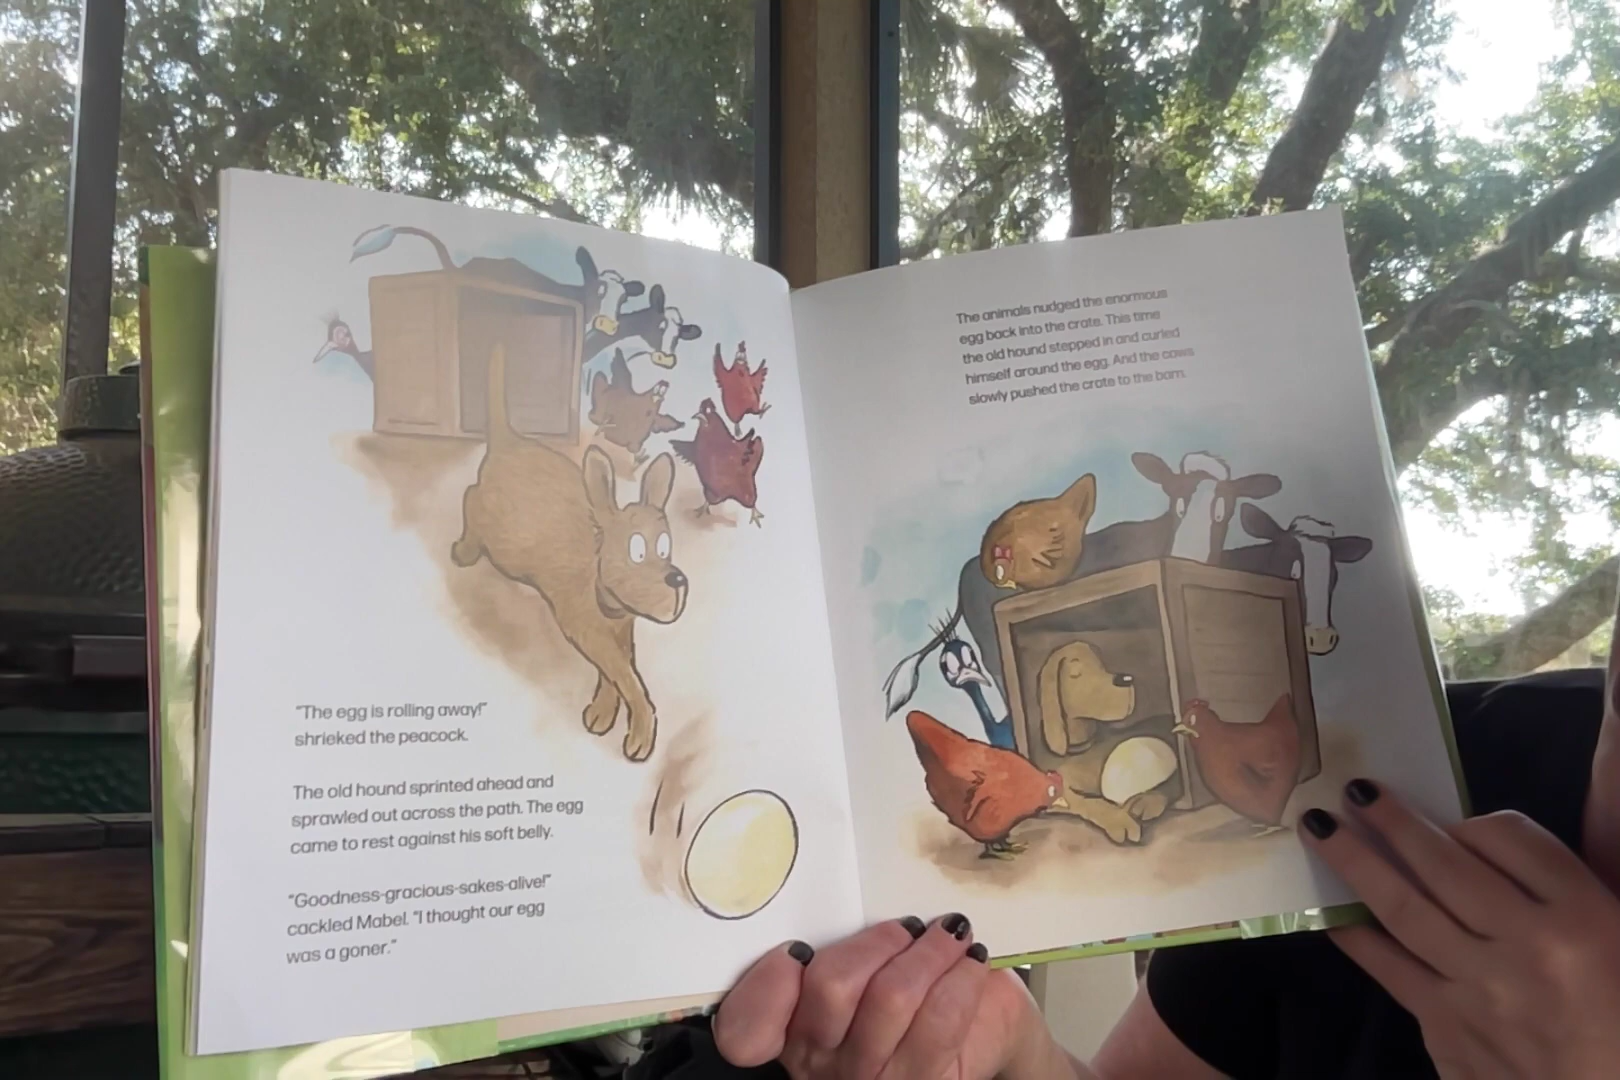 "The egg is rolling away!"
shrieked the peacock.
The old hound sprinted ahead and
sprawled out across the path. The egg
came to rest against his soft belly.
"Goodness-gracious-sakes-alive!"
cackled Mabel. "I thought our egg
was a goner."
The animals nudged the enormous
egg back into the crate. This time
the old hound stepped in and curled
himself around the egg. And the cows
slowly pushed the crate to the barn.